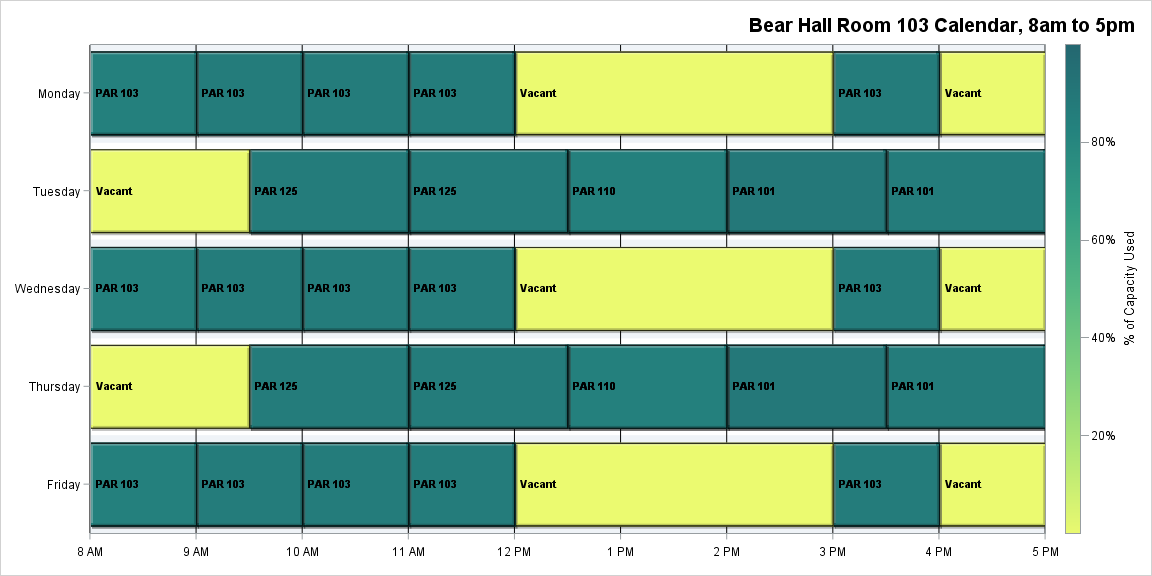 Bear Hall Room 103 Calendar, 8am to 5pm
Monday
PAR 103
PAR 103
PAR 103
PAR 103
Vacant
PAR 103
Vacant
Tuesday
Vacant
PAR 125
PAR 125
PAR 110
PAR 101
PAR 101
Wednesday
PAR 103
PAR 103
PAR 103
PAR 103
Vacant
PAR 103
Vacant
Thursday
Vacant
PAR 125
PAR 125
PAR 110
PAR 101
PAR 101
Friday
PAR 103
PAR 103
PAR 103
PAR 103
Vacant
PAR 103
Vacant
8 AM
9 AM
10 AM
11 AM
12 PM
1 PM
2 PM
3 PM
4 PM
5 PM
80%
60%
40%
20%
% of Capacity Used